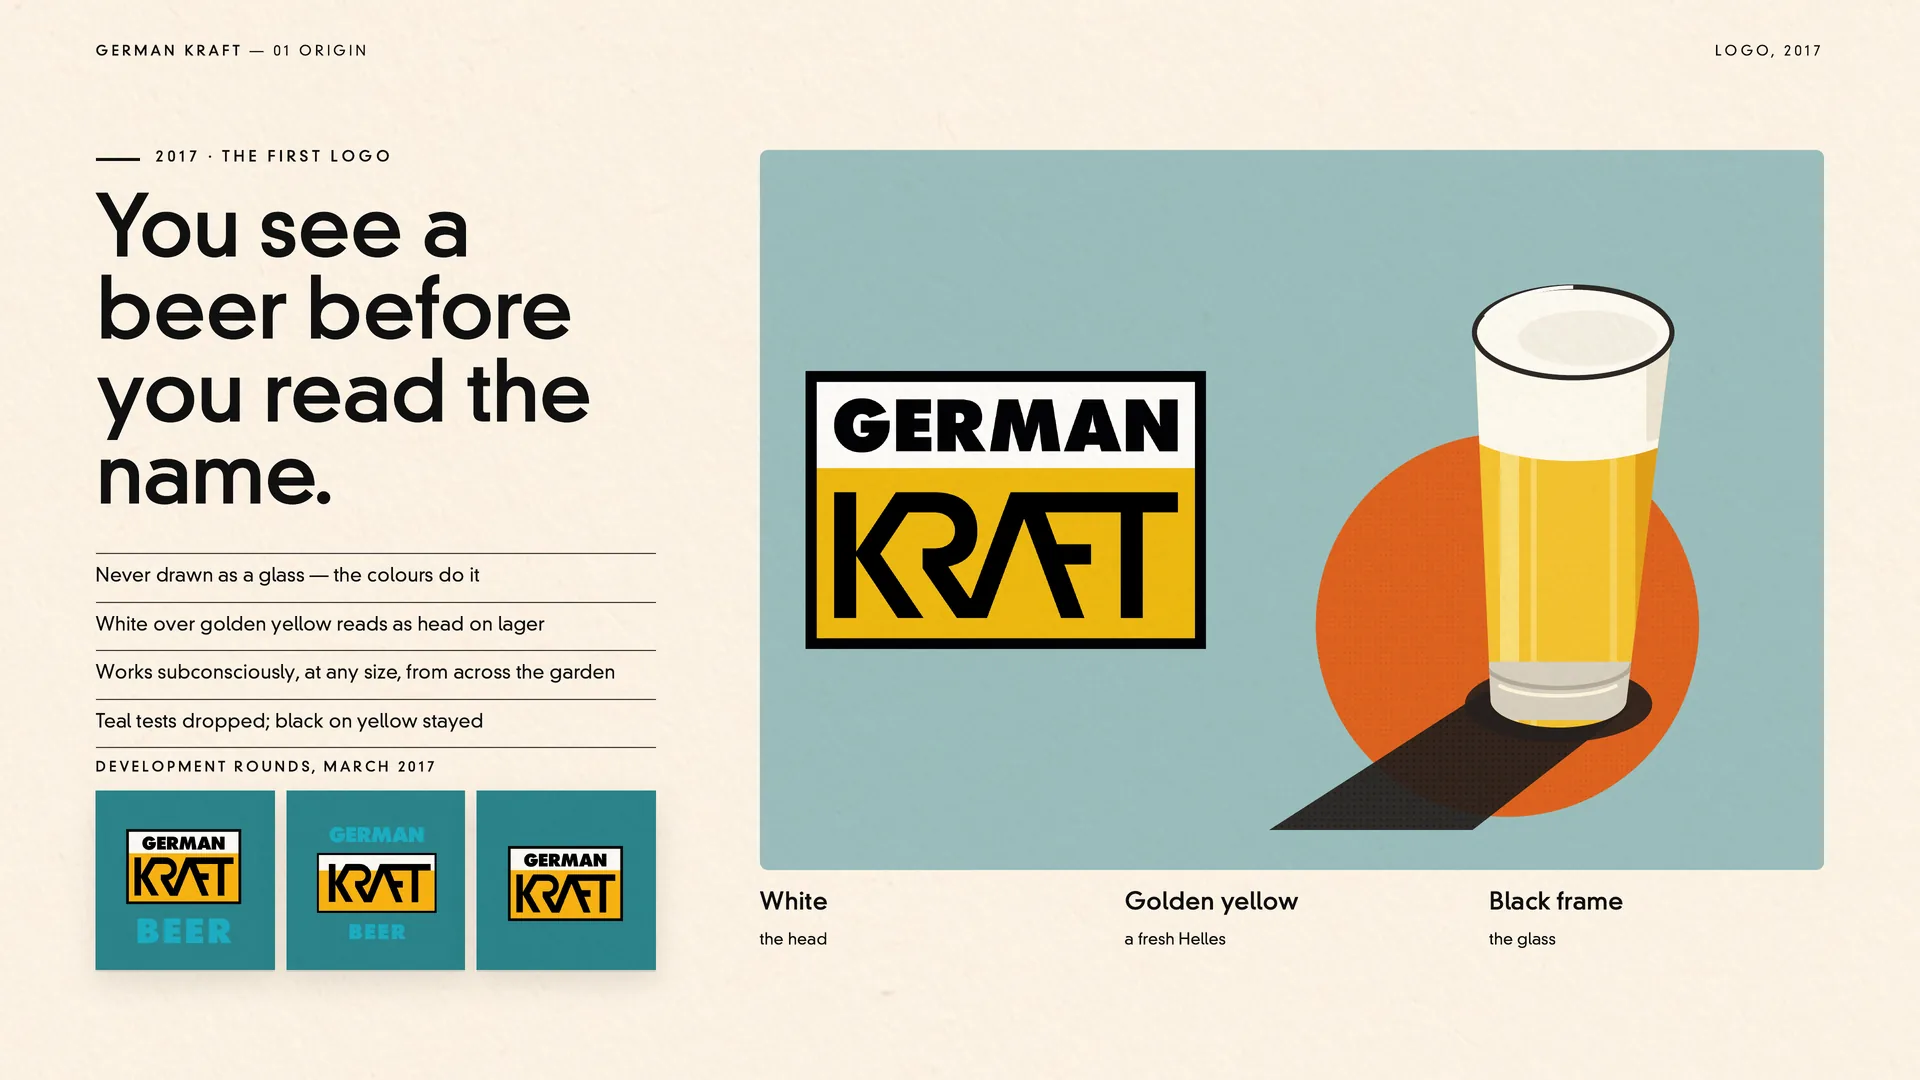 GERMAN KRAFT — 01 ORIGIN
LOGO, 2017
2017 · THE FIRST LOGO
You see a
beer before
you read the
name.
Never drawn as a glass — the colours do it
White over golden yellow reads as head on lager
Works subconsciously, at any size, from across the garden
Teal tests dropped; black on yellow stayed
DEVELOPMENT ROUNDS, MARCH 2017
GERMAN
KRAFT
BEER
GERMAN
KRAFT
BEER
GERMAN
KRAFT
GERMAN
KRAFT
White
the head
Golden yellow
a fresh Helles
Black frame
the glass